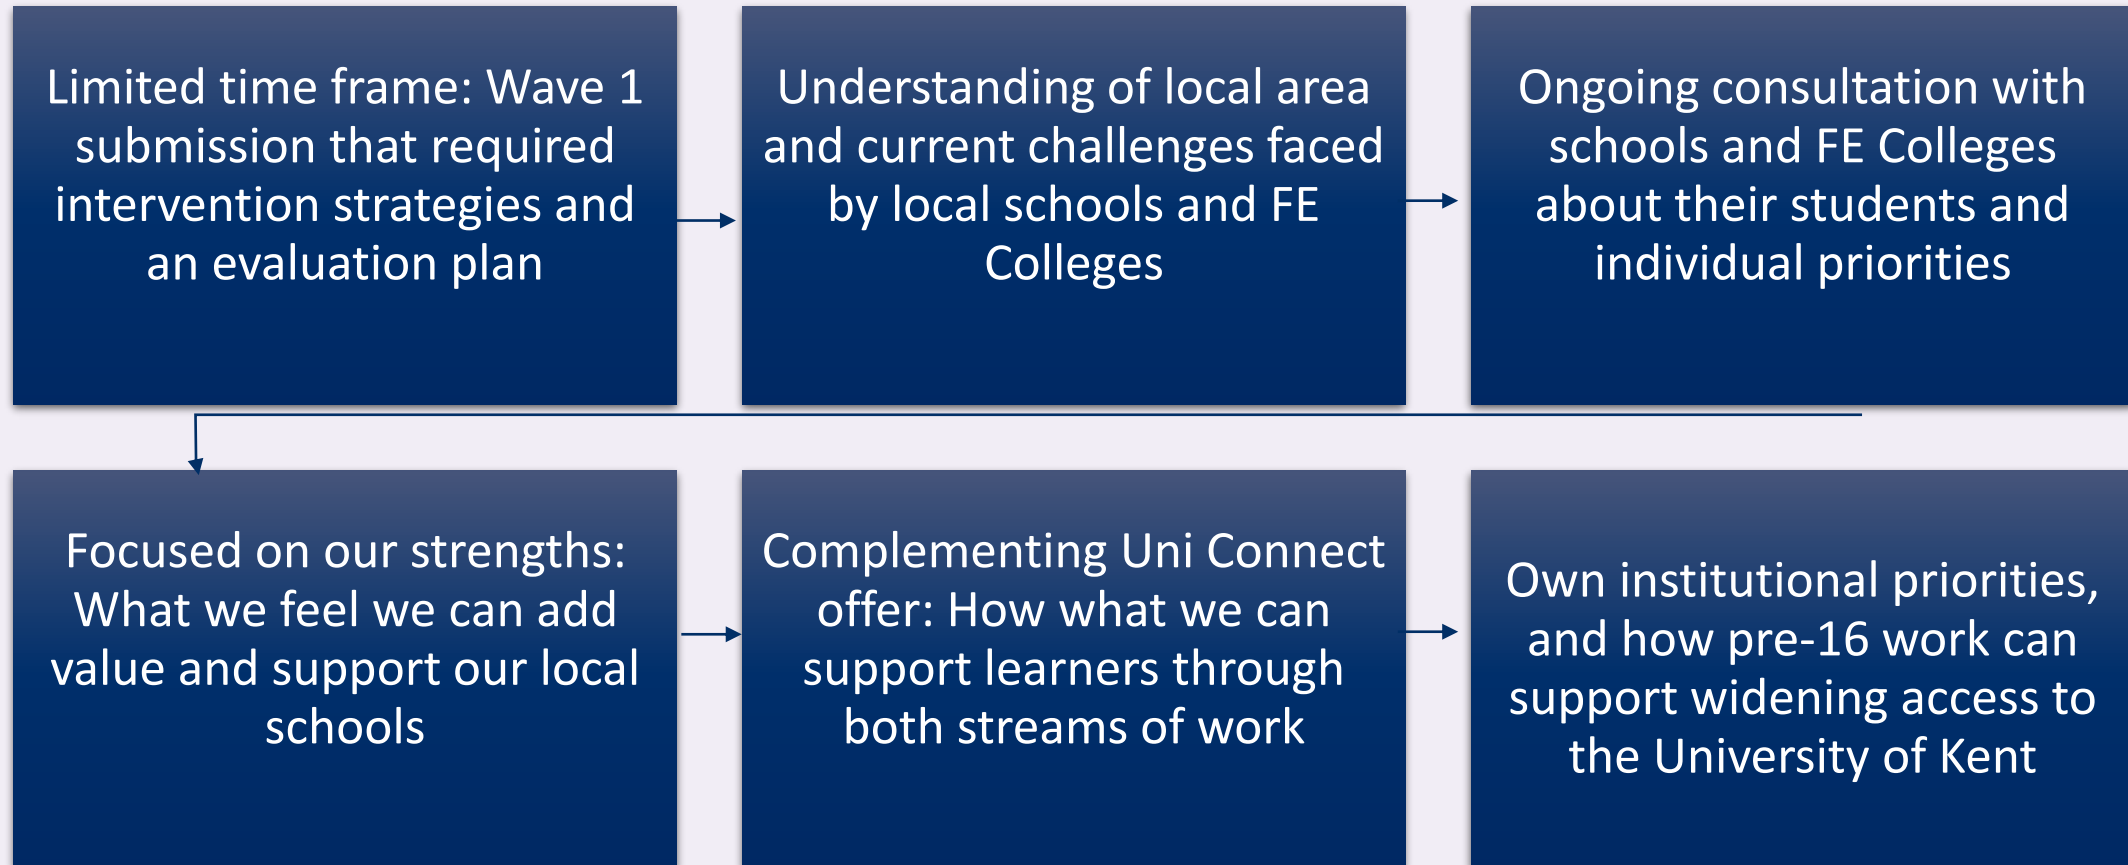 Limited time frame: Wave 1
submission that required
intervention strategies and
an evaluation plan
Understanding of local area
and current challenges faced
by local schools and FE
Colleges
Ongoing consultation with
schools and FE Colleges
about their students and
individual priorities
Focused on our strengths:
What we feel we can add
value and support our local
schools
Complementing Uni Connect
offer: How what we can
support learners through
both streams of work
Own institutional priorities,
and how pre-16 work can
support widening access to
the University of Kent